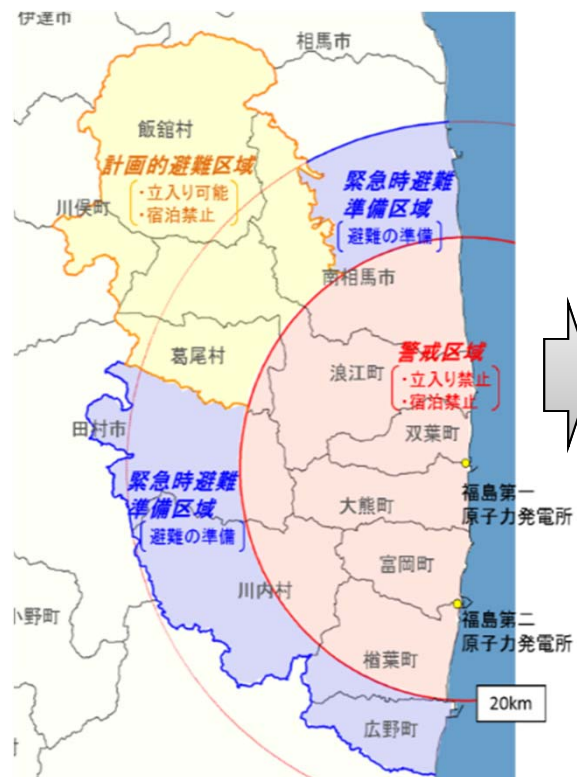 伊達市
相馬市
飯舘村
計画的避難区域
・立入り可能
・宿泊禁止
川俣町
緊急時避難
準備区域
避難の準備
南相馬市
葛尾村
浪江町
警戒区域
・立入り禁止
・宿泊禁止
双葉町
田村市
緊急時避難
準備区域
避難の準備
大熊町
福島第一
原子力発電所
富岡町
川内村
小野町
福島第二
原子力発電所
楢葉町
20km
広野町
村